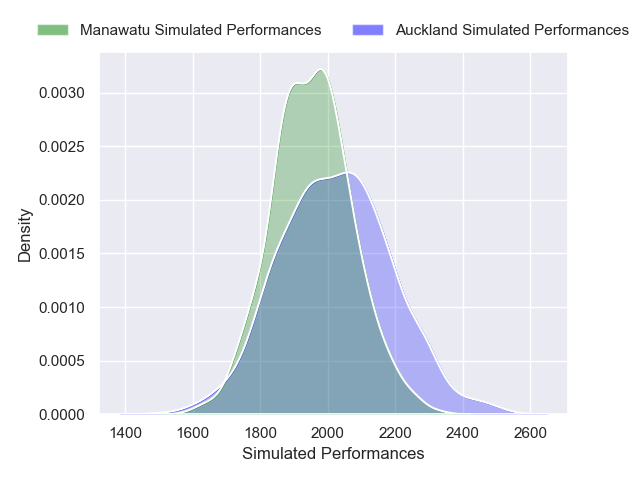 Manawatu Simulated Performances Auckland Simulated Performances
0.0030
0.0025
0.0020
0.0015
0.0010
0.0005
0.0000
Density
1400 1600 1800 2000 2200 2400 2600
Simulated Performances